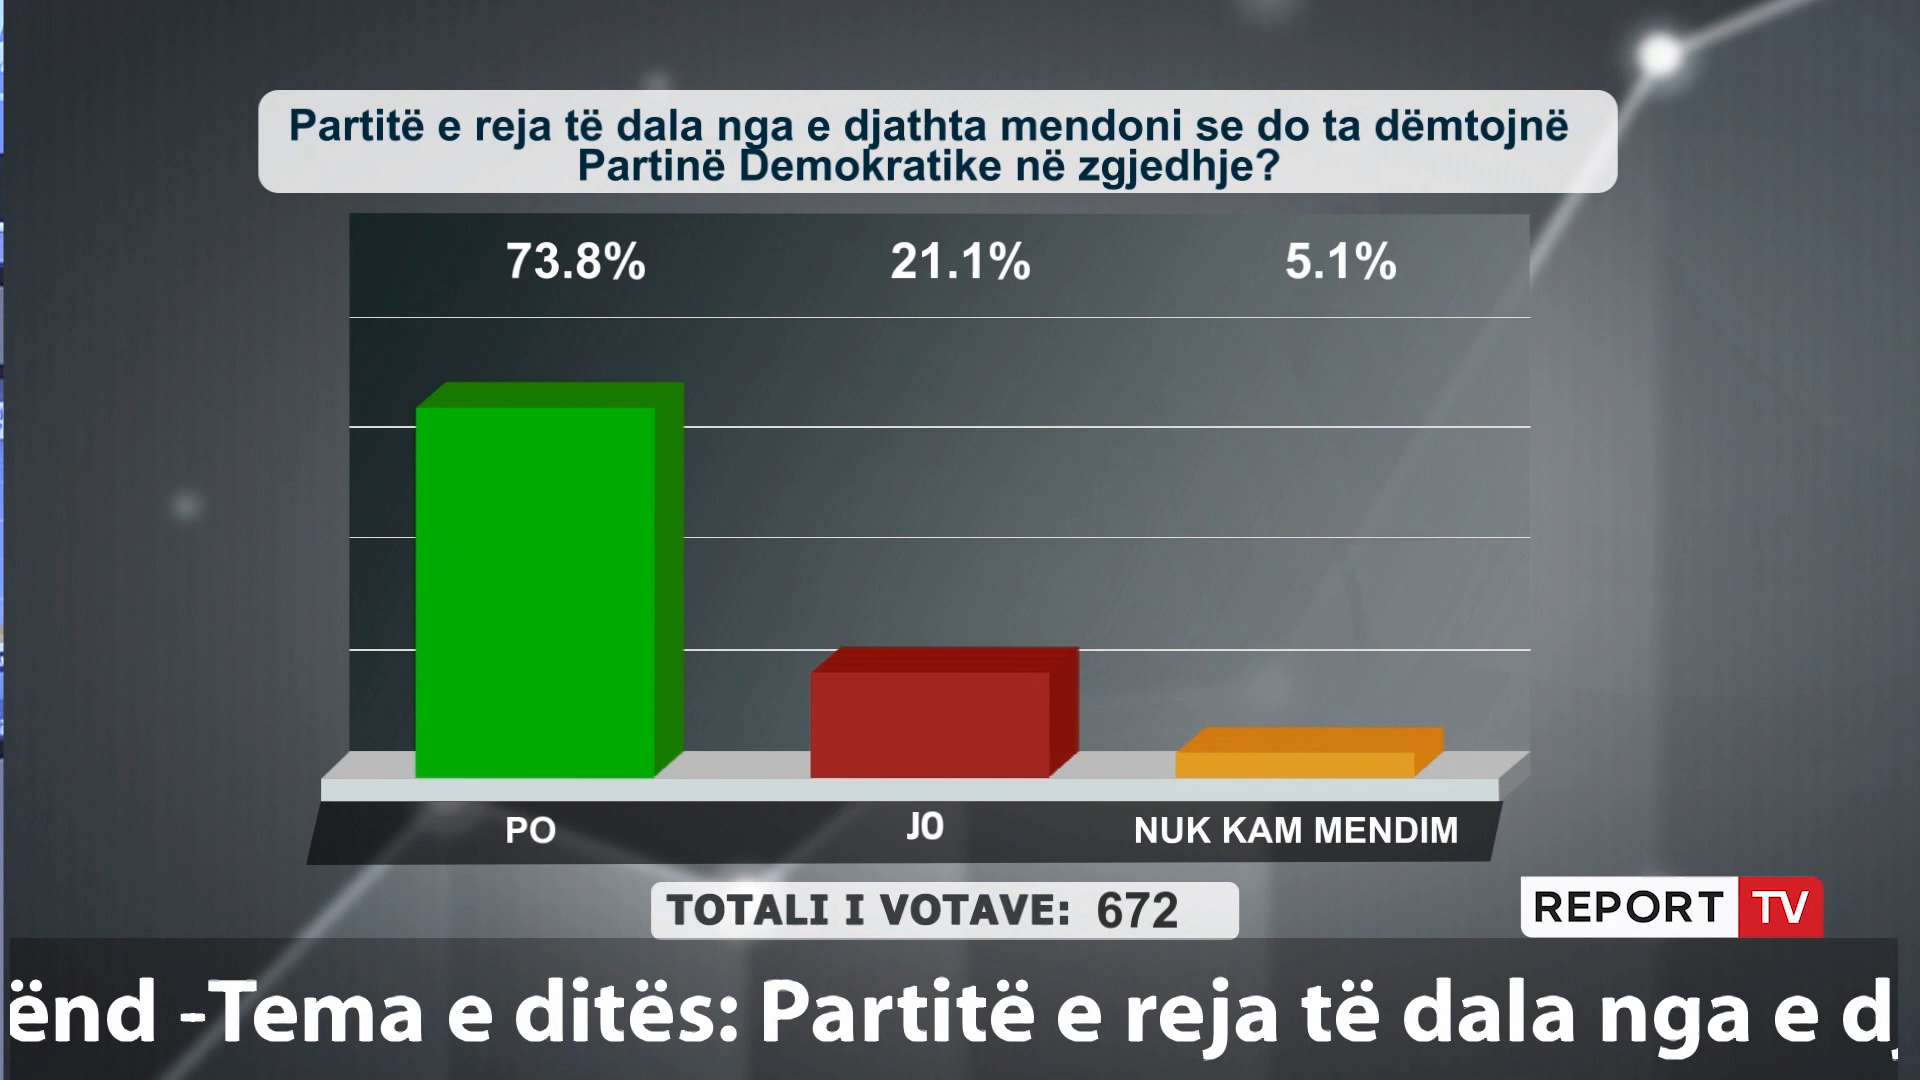 Partitë e reja të dala nga e djathta mendoni se do ta dëmtojnë
Partinë Demokratike në zgjedhje?
73.8% 21.1% 5.1%
PO JO NUK KAM MENDIM
TOTALI I VOTAVE: 672
REPORT TV
ënd -Tema e ditës: Partitë e reja të dala nga e dj